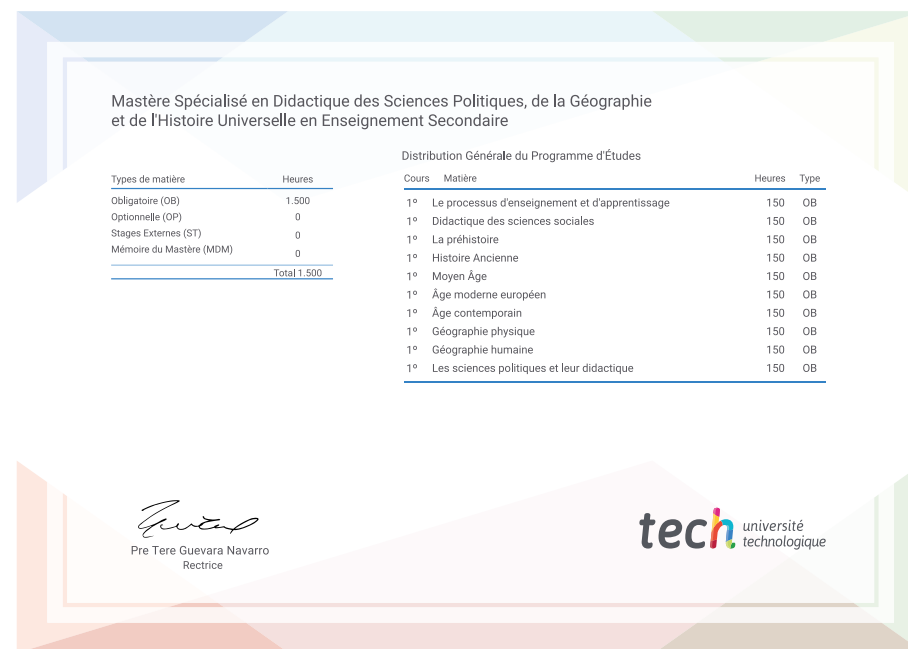 Mastère Spécialisé en Didactique des Sciences Politiques, de la Géographie
et de l'Histoire Universelle en Enseignement Secondaire
Types de matière Heures
Obligatoire (OB) 1.500
Optionnelle (OP) 0
Stages Externes (ST) 0
Mémoire du Mastère (MDM) 0
Total 1.500
Distribution Générale du Programme d'Études
Cours Matière Heures Type
1º Le processus d'enseignement et d'apprentissage 150 OB
1º Didactique des sciences sociales 150 OB
1º La préhistoire 150 OB
1º Histoire Ancienne 150 OB
1º Moyen Âge 150 OB
1º Âge moderne européen 150 OB
1º Âge contemporain 150 OB
1º Géographie physique 150 OB
1º Géographie humaine 150 OB
1º Les sciences politiques et leur didactique 150 OB
Pre Tere Guevara Navarro
Rectrice
tech université
technologique